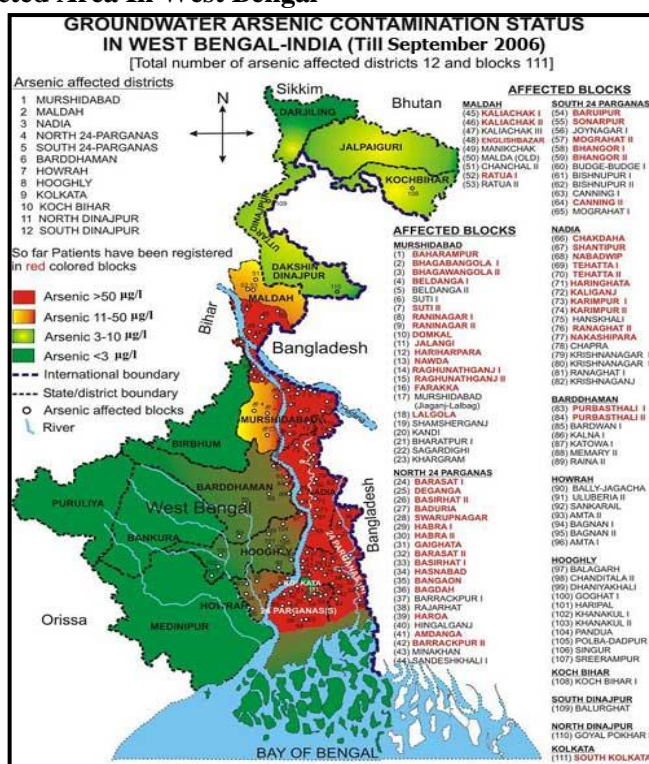 cted Area In West Bengal
GROUNDWATER ARSENIC CONTAMINATION STATUS
IN WEST BENGAL-INDIA (Till September 2006)
[Total number of arsenic affected districts 12 and blocks 111]
Arsenic affected districts
1 MURSHIDABAD
2 MALDAH
3 NADIA
4 NORTH 24-PARGANAS
5 SOUTH 24-PARGANAS
6 BARDDHAMAN
7 HOWRAH
8 HOOGHLY
9 KOLKATA
10 KOCH BIHAR
11 NORTH DINAJPUR
12 SOUTH DINAJPUR
So far Patients have been registered
in red colored blocks
Arsenic >50 µg/l
Arsenic 11-50 µg/l
Arsenic 3-10 µg/l
Arsenic <3 µg/l
International boundary
State/district boundary
Arsenic affected blocks
River
N
Sikkim
Bhutan
DARJILING
JALPAIGURI
KOCHBIHAR
UTTAR DINAJPUR
DAKSHIN
DINAJPUR
MALDAH
Bihar
Bangladesh
MURSHIDABAD
BIRBHUM
BARDDHAMAN
NADIA
West Bengal
PURULIYA
BANKURA
HOOGHLY
Bangladesh
KOLKATA
HOWRAH
24 PARGANAS(S)
MEDINIPUR
Orissa
BAY OF BENGAL
AFFECTED BLOCKS
MALDAH
(45) KALIACHAK I
(46) KALIACHAK II
(47) KALIACHAK III
(48) ENGLISHBAZAR
(49) MANIKCHAK
(50) MALDA (OLD)
(51) CHANCHAL II
(52) RATUA I
(53) RATUA II
AFFECTED BLOCKS
MURSHIDABAD
(1) BAHARAMPUR
(2) BHAGABANGOLA I
(3) BHAGAWANGOLA II
(4) BELDANGA I
(5) BELDANGA II
(6) SUTI I
(7) SUTI II
(8) RANINAGAR I
(9) RANINAGAR II
(10) DOMKAL
(11) JALANGI
(12) HARIHARPARA
(13) NAWDA
(14) RAGHUNATHGANJ I
(15) RAGHUNATHGANJ II
(16) FARAKKA
(17) MURSHIDABAD
(Jiaganj-Lalbag)
(18) LALGOLA
(19) SHAMSHERGANJ
(20) KANDI
(21) BHARATPUR I
(22) SAGARDIGHI
(23) KHARGRAM
NORTH 24 PARGANAS
(24) BARASAT I
(25) DEGANGA
(26) BASIRHAT II
(27) BADURIA
(28) SWARUPNAGAR
(29) HABRA I
(30) HABRA II
(31) GAIGHATA
(32) BARASAT II
(33) BASIRHAT I
(34) HASNABAD
(35) BANGAON
(36) BAGDAH
(37) BARRACKPUR I
(38) RAJARHAT
(39) HAROA
(40) HINGALGANJ
(41) AMDANGA
(42) BARRACKPUR II
(43) MINAKHAN
(44) SANDESHKHALI I
SOUTH 24 PARGANAS
(54) BARUIPUR
(55) SONARPUR
(56) JOYNAGAR I
(57) MOGRAHAT II
(58) BHANGOR I
(59) BHANGOR II
(60) BUDGE-BUDGE I
(61) BISHNUPUR I
(62) BISHNUPUR II
(63) CANNING I
(64) CANNING II
(65) MOGRAHAT I
NADIA
(66) CHAKDAHA
(67) SHANTIPUR
(68) NABADWIP
(69) TEHATTA I
(70) TEHATTA II
(71) HARINGHATA
(72) KALIGANJ
(73) KARIMPUR I
(74) KARIMPUR II
(75) HANSKHALI
(76) RANAGHAT II
(77) NAKASHIPARA
(78) CHAPRA
(79) KRISHNANAGAR
(80) KRISHNANAGAR
(81) RANAGHAT I
(82) KRISHNGANJ
BARDDHAMAN
(83) PURBASTHALI I
(84) PURBASTHALI II
(85) BARDWAN I
(86) KALNA I
(87) KATOWA I
(88) MEMARY II
(89) RAINA II
HOWRAH
(90) BALLY-JAGACHA
(91) ULUBERIA II
(92) SANKARAIL
(93) AMTA II
(94) BAGNAN I
(95) BAGNAN II
(96) AMTA I
HOOGHLY
(97) BALAGARH
(98) CHANDITALA II
(99) DHANIYAKHALI
(100) GOGHAT I
(101) HARIPAL
(102) KHANAKUL I
(103) KHANAKUL II
(104) PANDUA
(105) POLBA-DADPUR
(106) SINGUR
(107) SREERAMPUR
KOCH BIHAR
(108) KOCH BIHAR I
SOUTH DINAJPUR
(109) BALURGHAT
NORTH DINAJPUR
(110) GOYAL POKHAR
KOLKATA
(111) SOUTH KOLKATA